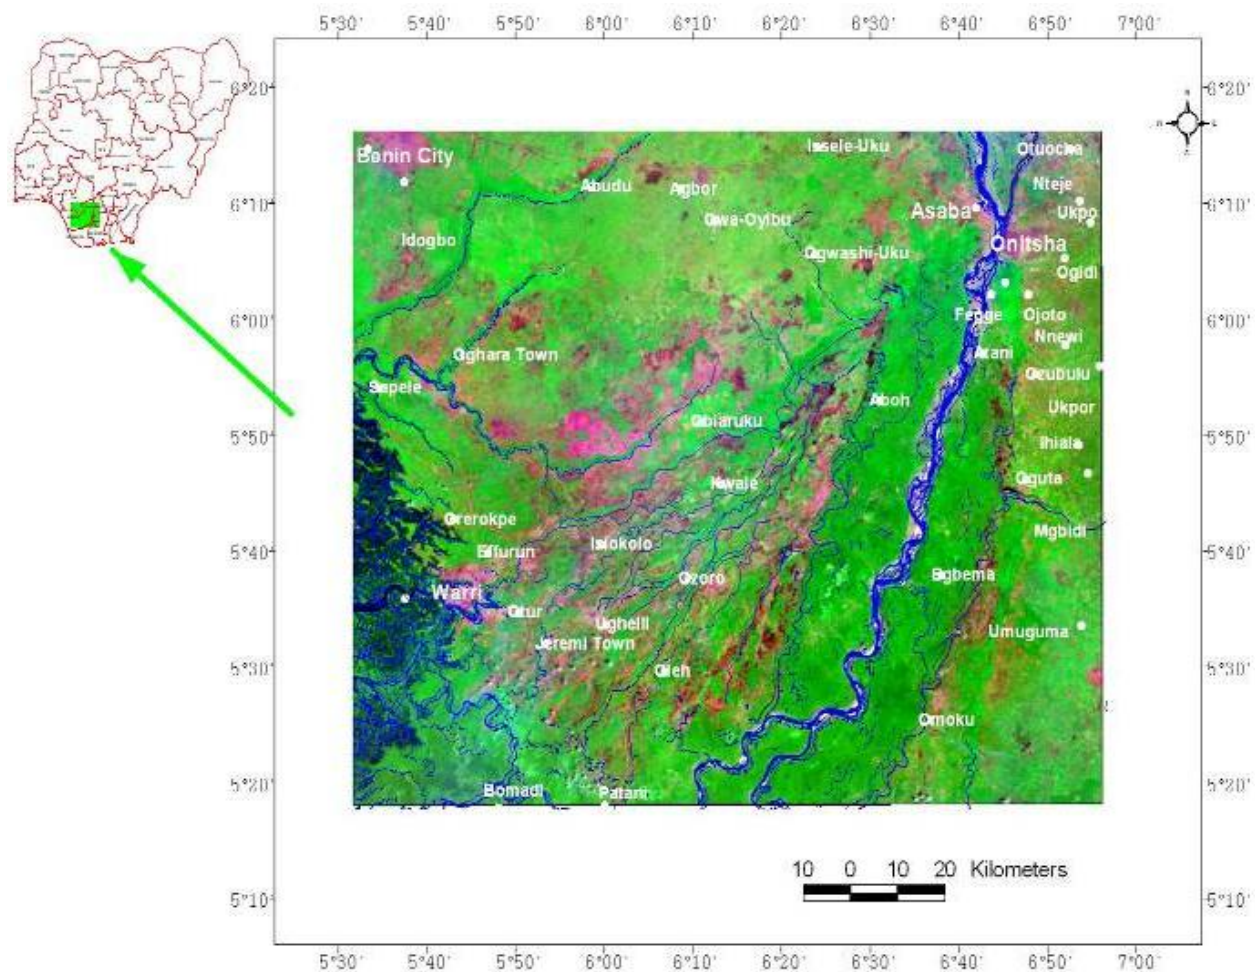 5°30' 5°40' 5°50' 6°00' 6°10' 6°20' 6°30' 6°40' 6°50' 7°00'
6°20' 6°20'
Benin City
Issele-Uku
Otuocha
Nteje
Abudu
Agbor
6°10' 6°10'
Asaba
Ukpo
Owa-Oyibu
Idogbo
Onitsha
Ogwashi-Uku
Ogidi
6°00' 6°00'
Fegge
Ojoto
Nnewi
Oghara Town
Atani
Ozubulu
Sapele
Aboh
Ukpor
Obiaruku
5°50' 5°50'
Ihiala
Kwale
Oguta
Orerokpe
Mgbidi
Effurun
Isiokolo
5°40' 5°40'
Ozoro
Egbema
Warri
Otur
Ughelli
Umuguma
Jeremi Town
Oleh
5°30' 5°30'
Omoku
Bomadi
Patani
5°20' 5°20'
10 0 10 20 Kilometers
5°10' 5°10'
5°30' 5°40' 5°50' 6°00' 6°10' 6°20' 6°30' 6°40' 6°50' 7°00'